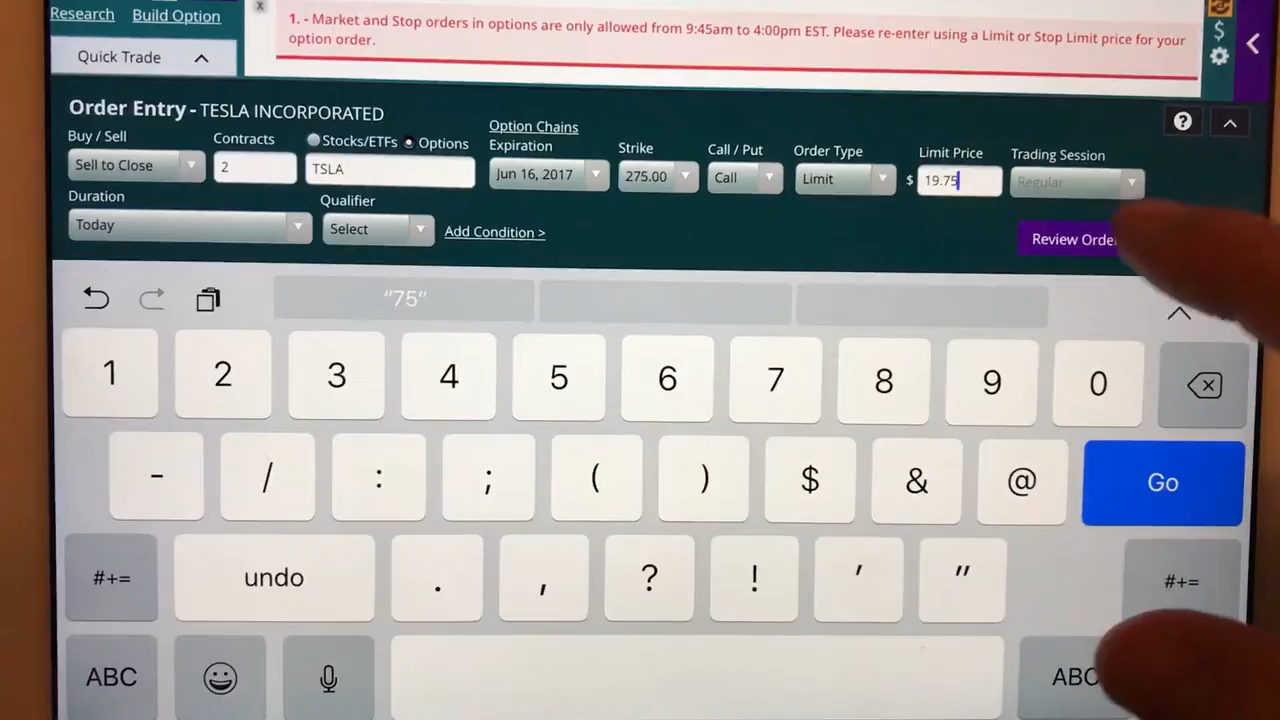 Research Build Option
1. - Market and Stop orders in options are only allowed from 9:45am to 4:00pm EST. Please re-enter using a Limit or Stop Limit price for your
option order.
x
$
Quick Trade
Order Entry - TESLA INCORPORATED
?
Buy / Sell
Contracts
Stocks/ETFs Options
Option Chains
Expiration
Strike
Call / Put
Order Type
Limit Price
Trading Session
Sell to Close
2
TSLA
Jun 16, 2017
275.00
Call
Limit
$ 19.75
Regular
Duration
Qualifier
Today
Select
Add Condition >
Review Order
"75"
1 2 3 4 5 6 7 8 9 0
- / : ; ( ) $ & @ Go
#+= undo . , ? ! ' " #+=
ABC ABC